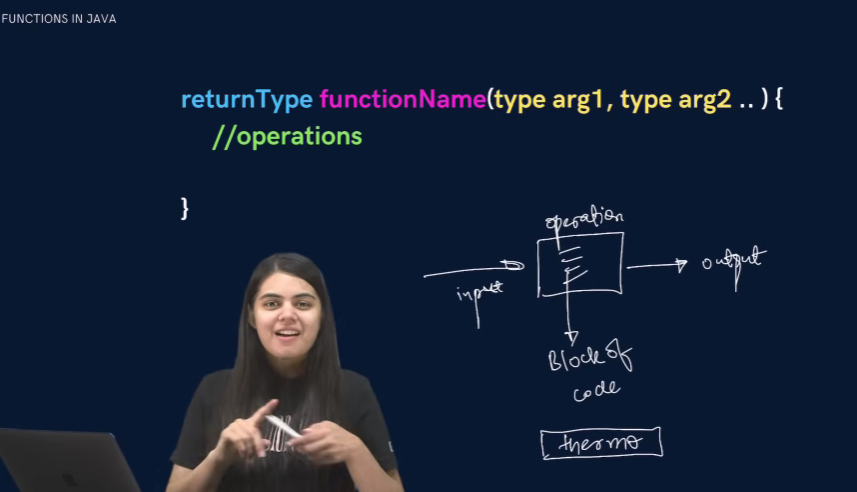 FUNCTIONS IN JAVA
returnType functionName(type arg1, type arg2 .. ) {
//operations
}
operation
input
output
Block of
code
thermo